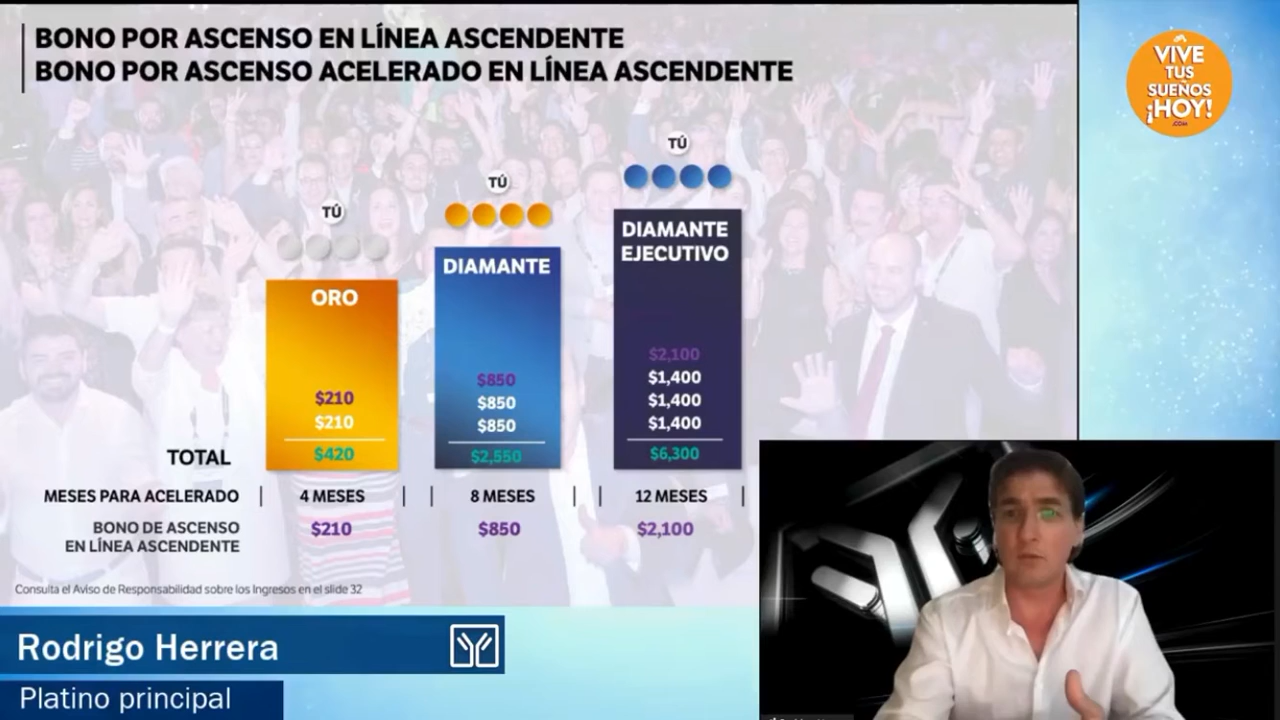 BONO POR ASCENSO EN LÍNEA ASCENDENTE
BONO POR ASCENSO ACELERADO EN LÍNEA ASCENDENTE
VIVE
TUS
SUEÑOS
¡HOY!
.COM
TÚ
TÚ
TÚ
ORO
DIAMANTE
DIAMANTE
EJECUTIVO
$210
$210
$420
$850
$850
$850
$2,550
$2,100
$1,400
$1,400
$1,400
$6,300
TOTAL
MESES PARA ACELERADO | 4 MESES | | 8 MESES | | 12 MESES |
BONO DE ASCENSO
EN LÍNEA ASCENDENTE
$210 $850 $2,100
Consulta el Aviso de Responsabilidad sobre los Ingresos en el slide 32
Rodrigo Herrera
Platino principal